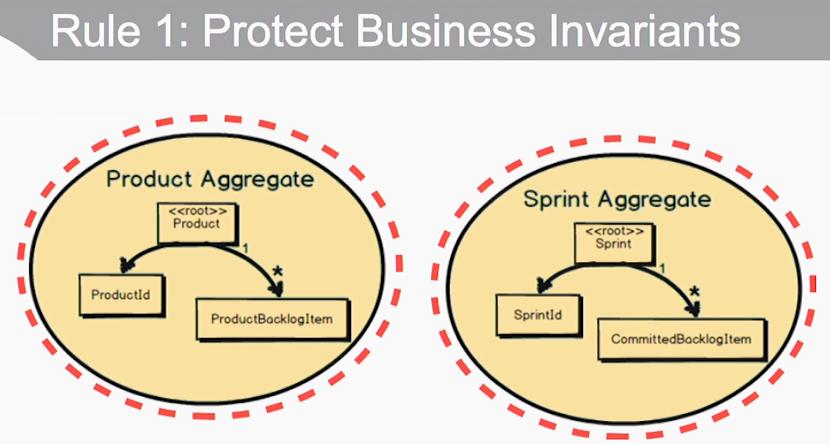 Rule 1: Protect Business Invariants
Product Aggregate
<<root>>
Product
1
*
ProductId
ProductBacklogItem
Sprint Aggregate
<<root>>
Sprint
1
*
SprintId
CommittedBacklogItem